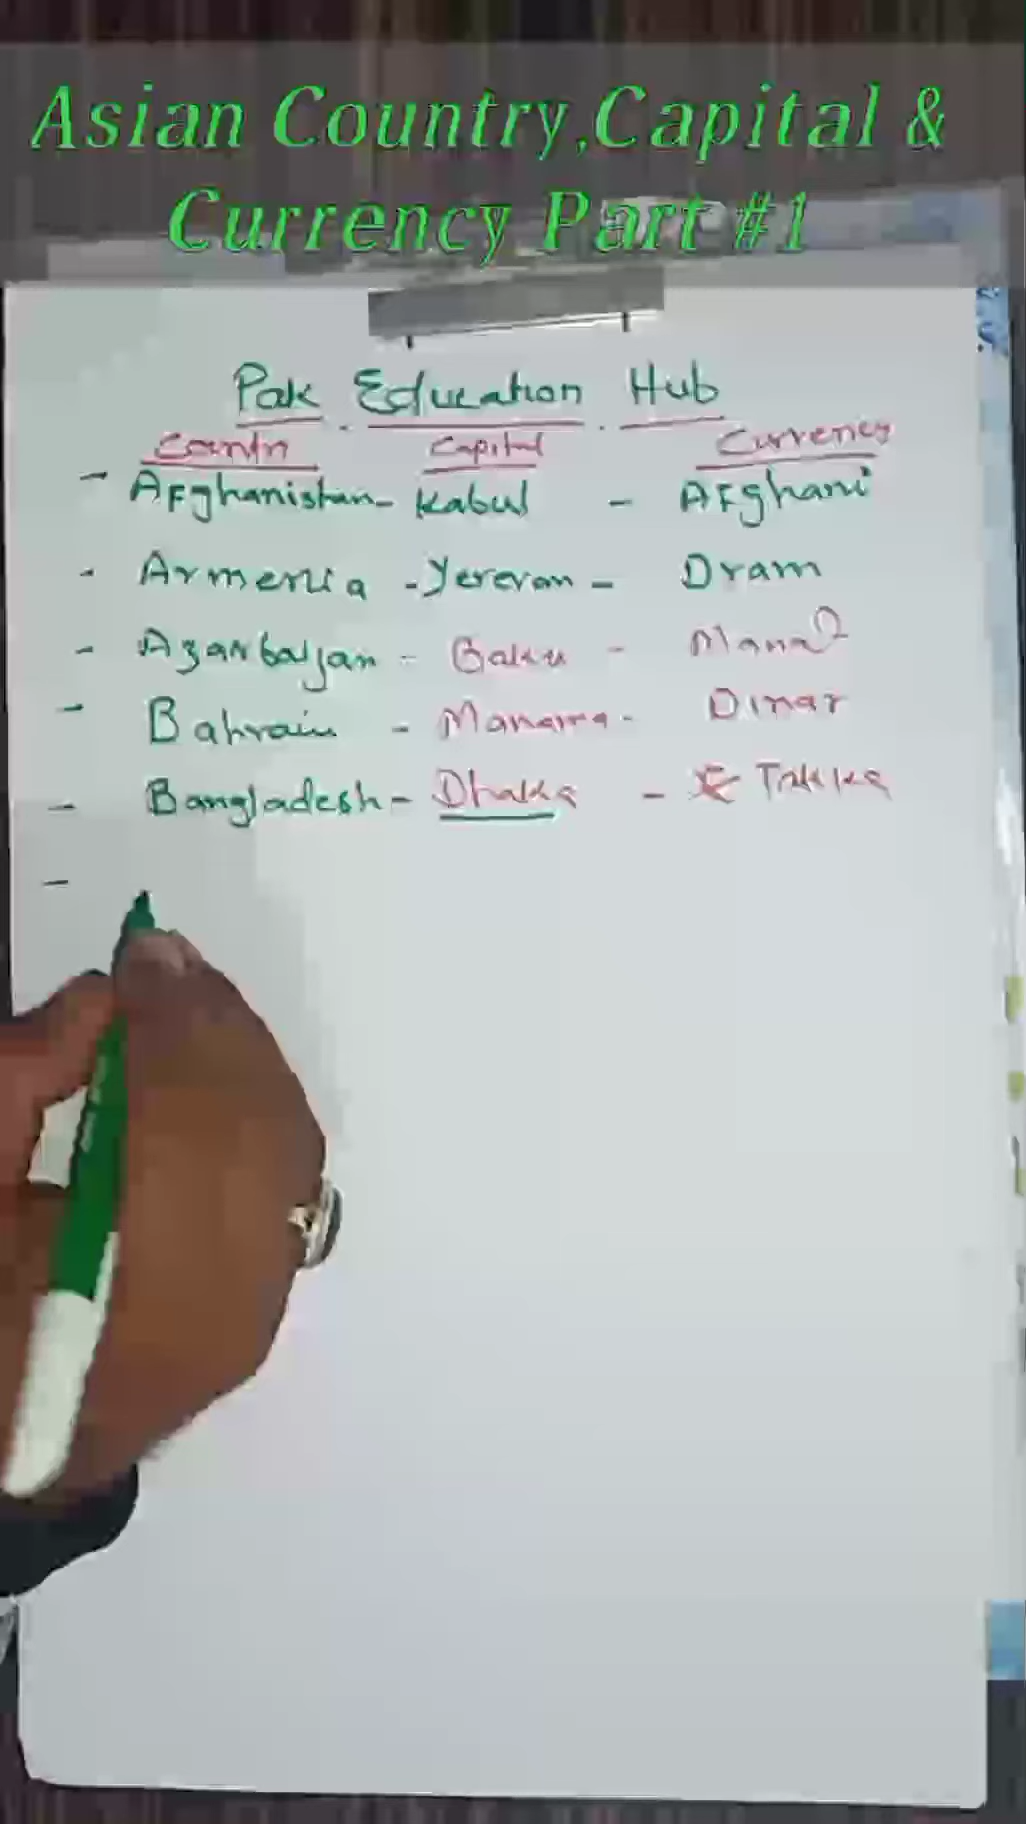 Asian Country,Capital &
Currency Part #1
Pak Education Hub
Countr Capital Currency
- Afghanistan - Kabul - Afghani
- Armenia - Yerevan - Dram
- Azarbaijan - Baku - Manat
- Bahrain - Manama - Dinar
- Bangladesh - Dhaka - Takka
-